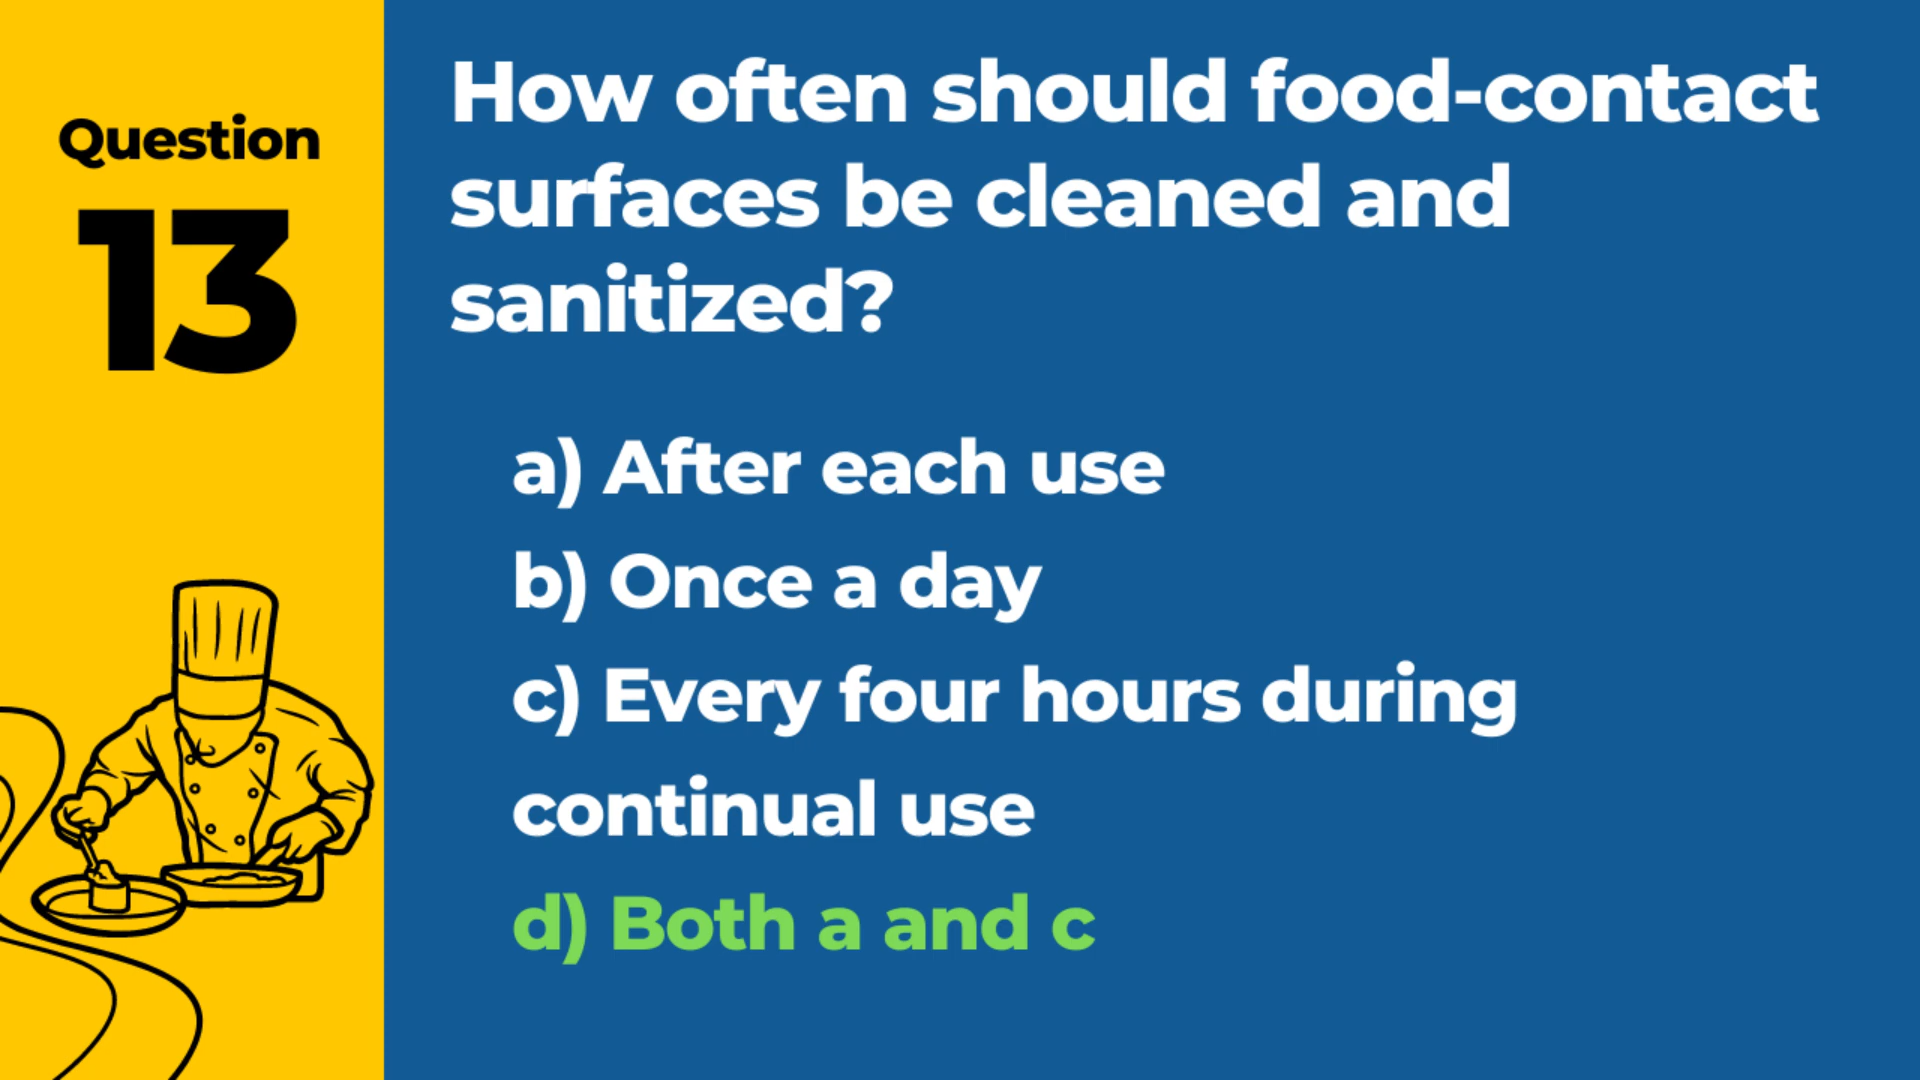 Question
13
How often should food-contact
surfaces be cleaned and
sanitized?
a) After each use
b) Once a day
c) Every four hours during
continual use
d) Both a and c